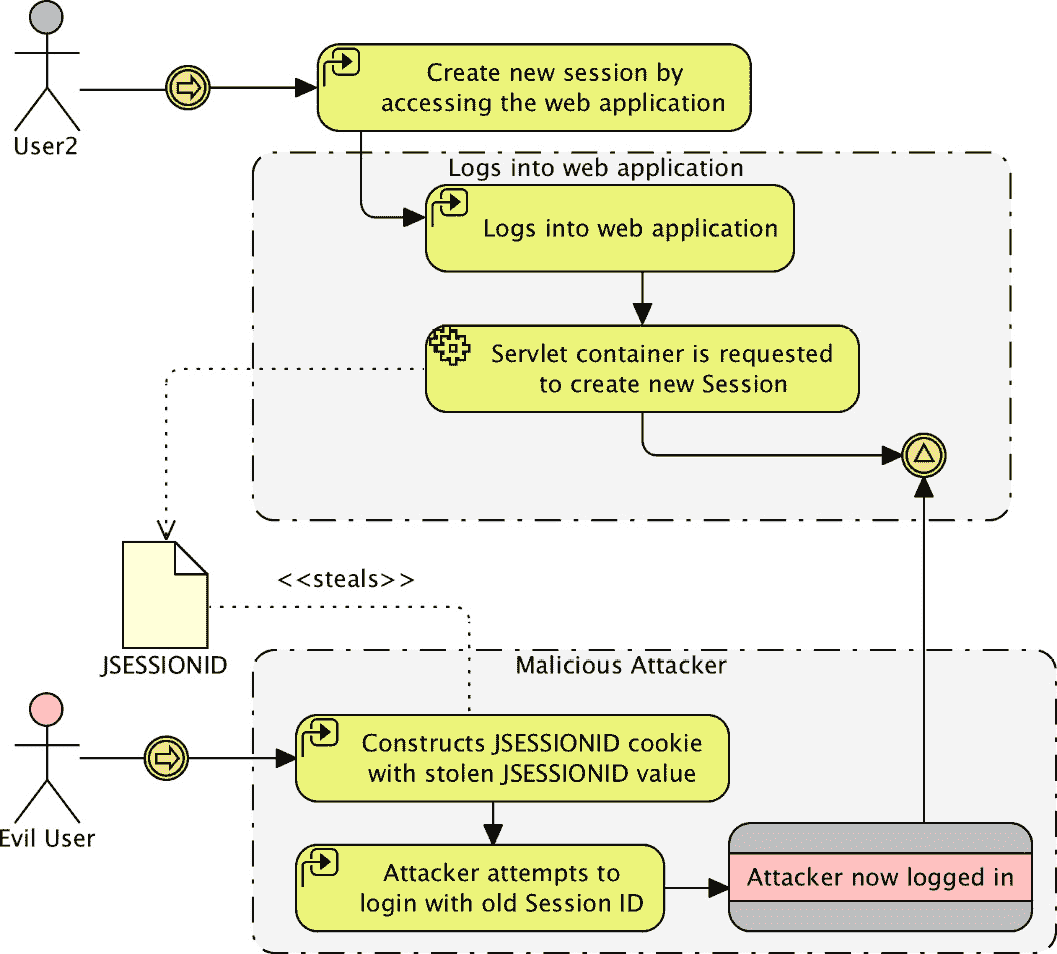 User2
Create new session by
accessing the web application
Logs into web application
Logs into web application
Servlet container is requested
to create new Session
<<steals>>
JSESSIONID
Malicious Attacker
Evil User
Constructs JSESSIONID cookie
with stolen JSESSIONID value
Attacker attempts to
login with old Session ID
Attacker now logged in